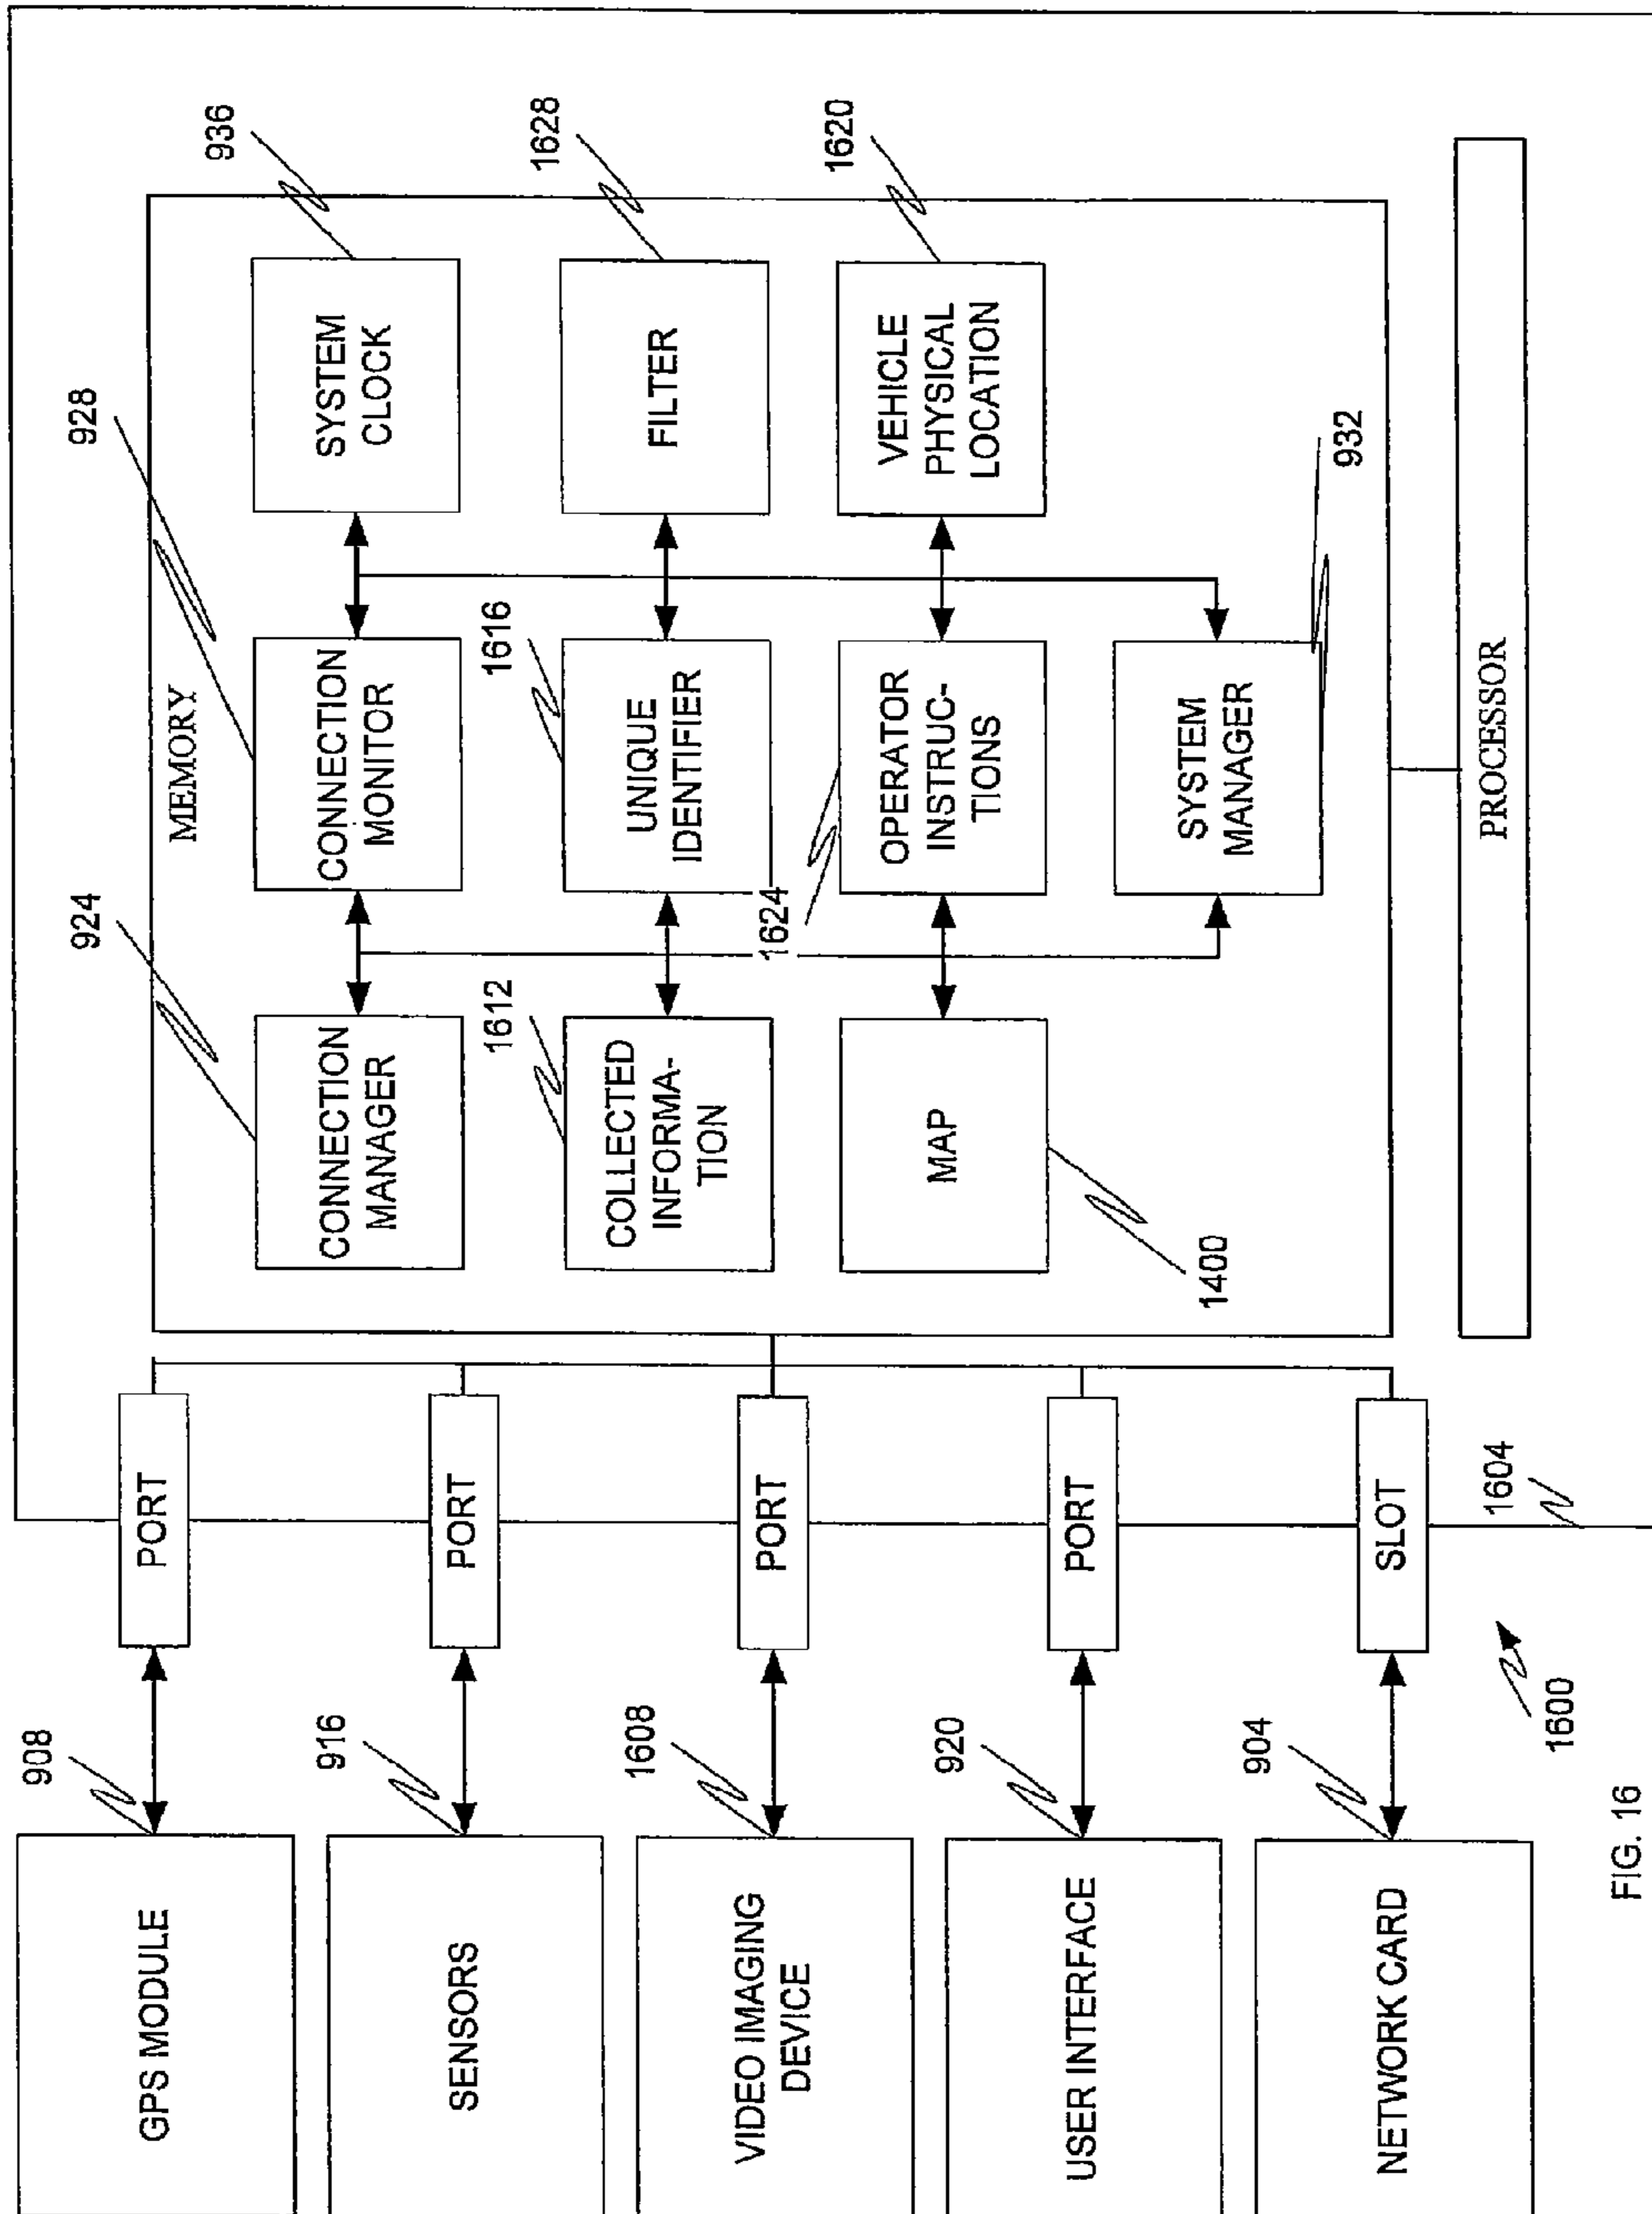 GPS MODULE
908
PORT
SENSORS
916
PORT
VIDEO IMAGING
DEVICE
1608
PORT
USER INTERFACE
920
PORT
NETWORK CARD
904
SLOT
1600
1604
MEMORY
924
CONNECTION
MANAGER
928
CONNECTION
MONITOR
936
SYSTEM
CLOCK
1612
COLLECTED
INFORMA-
TION
1616
UNIQUE
IDENTIFIER
1628
FILTER
1400
MAP
1624
OPERATOR
INSTRUC-
TIONS
1620
VEHICLE
PHYSICAL
LOCATION
SYSTEM
MANAGER
932
PROCESSOR
FIG. 16